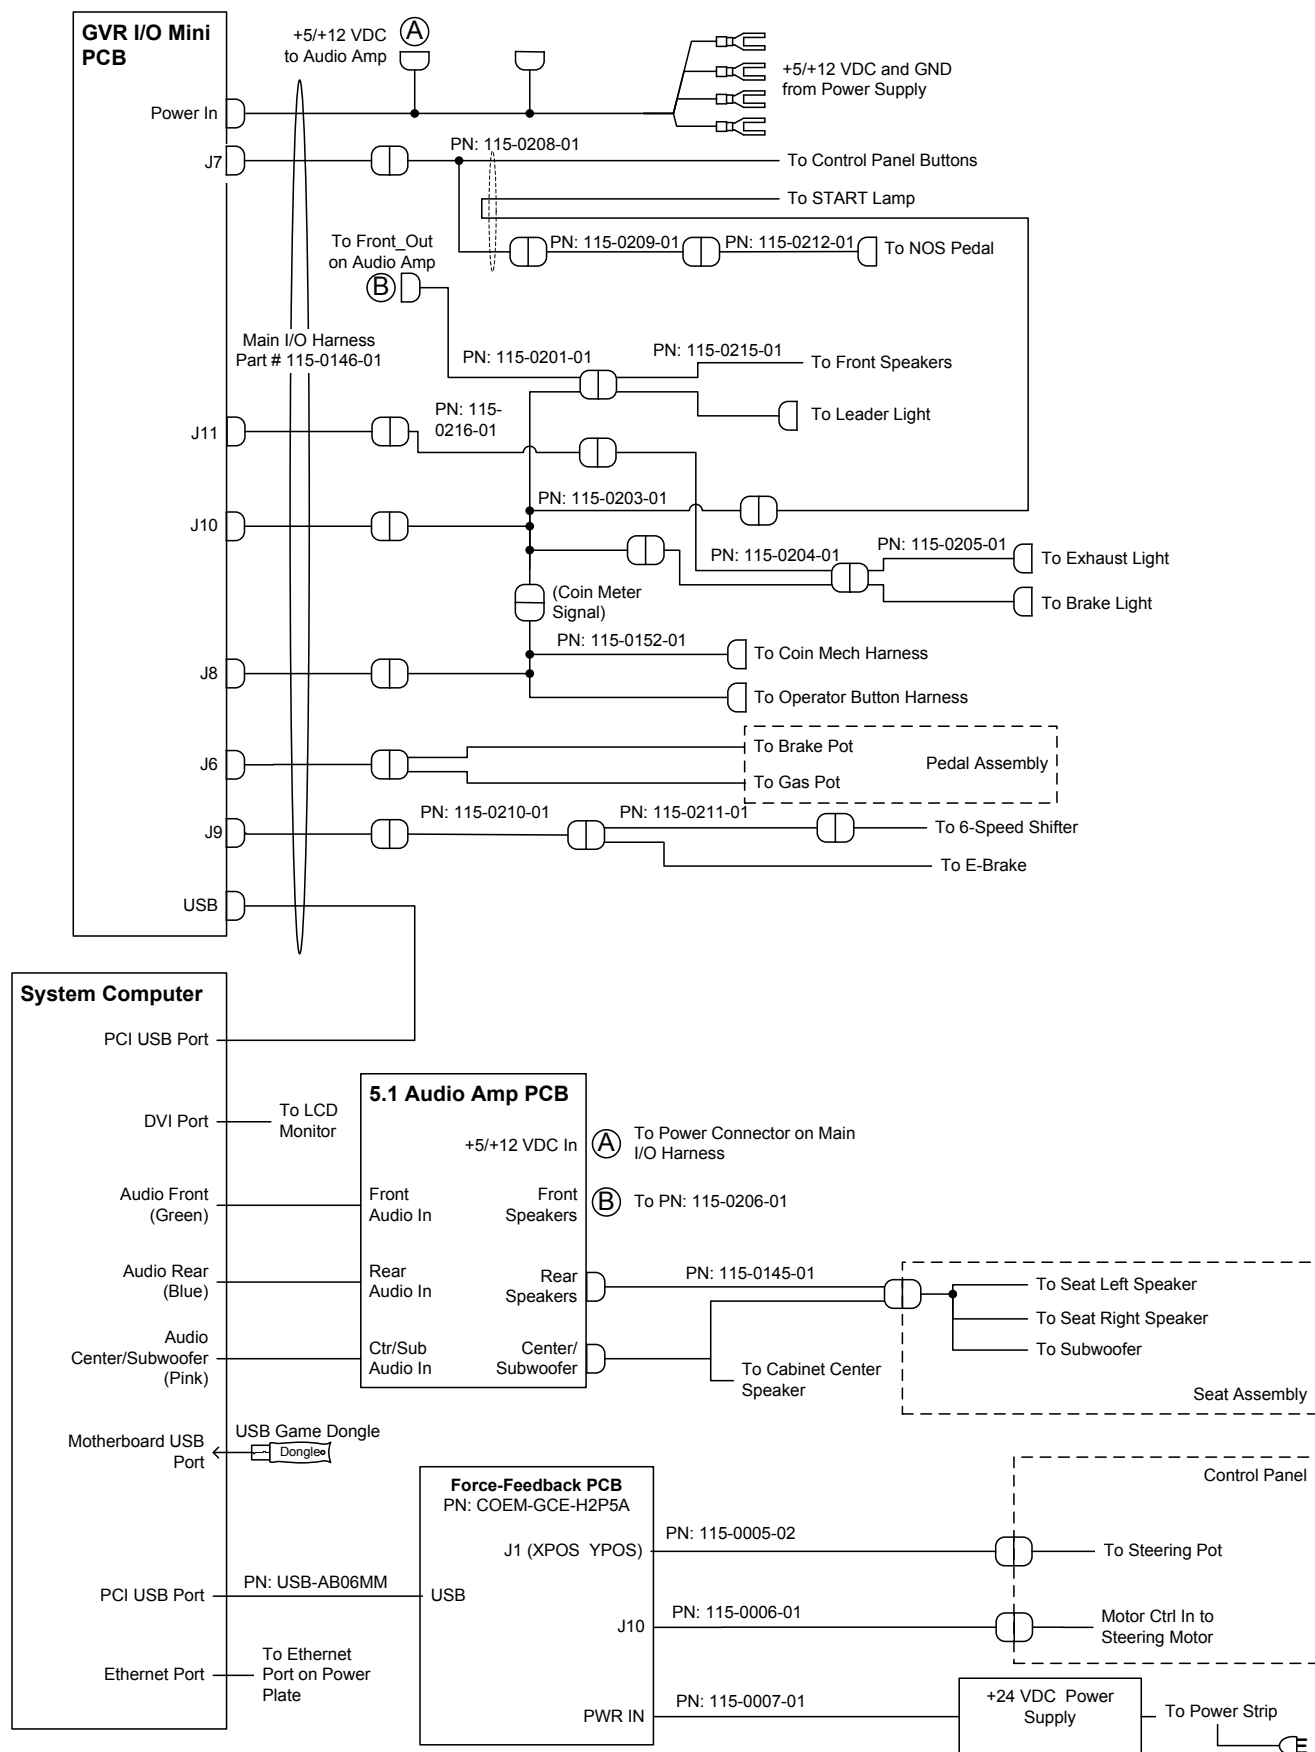 GVR I/O Mini
PCB
+5/+12 VDC
to Audio Amp
A
+5/+12 VDC and GND
from Power Supply
Power In
PN: 115-0208-01
J7
To Control Panel Buttons
To START Lamp
To Front_Out
on Audio Amp
B
PN: 115-0209-01
PN: 115-0212-01
To NOS Pedal
Main I/O Harness
Part # 115-0146-01
PN: 115-0201-01
PN: 115-0215-01
To Front Speakers
To Leader Light
PN: 115-
0216-01
J11
PN: 115-0203-01
J10
PN: 115-0204-01
PN: 115-0205-01
To Exhaust Light
To Brake Light
(Coin Meter
Signal)
PN: 115-0152-01
To Coin Mech Harness
J8
To Operator Button Harness
To Brake Pot
Pedal Assembly
J6
To Gas Pot
PN: 115-0210-01
PN: 115-0211-01
J9
To 6-Speed Shifter
To E-Brake
USB
System Computer
PCI USB Port
5.1 Audio Amp PCB
DVI Port
To LCD
Monitor
+5/+12 VDC In
A
To Power Connector on Main
I/O Harness
Audio Front
(Green)
Front
Audio In
Front
Speakers
B
To PN: 115-0206-01
Audio Rear
(Blue)
Rear
Audio In
Rear
Speakers
PN: 115-0145-01
To Seat Left Speaker
To Seat Right Speaker
To Subwoofer
Audio
Center/Subwoofer
(Pink)
Ctr/Sub
Audio In
Center/
Subwoofer
To Cabinet Center
Speaker
Seat Assembly
Motherboard USB
Port
USB Game Dongle
Dongle
Control Panel
Force-Feedback PCB
PN: COEM-GCE-H2P5A
PN: 115-0005-02
J1 (XPOS YPOS)
To Steering Pot
PCI USB Port
PN: USB-AB06MM
USB
PN: 115-0006-01
J10
Motor Ctrl In to
Steering Motor
Ethernet Port
To Ethernet
Port on Power
Plate
PN: 115-0007-01
PWR IN
+24 VDC Power
Supply
To Power Strip